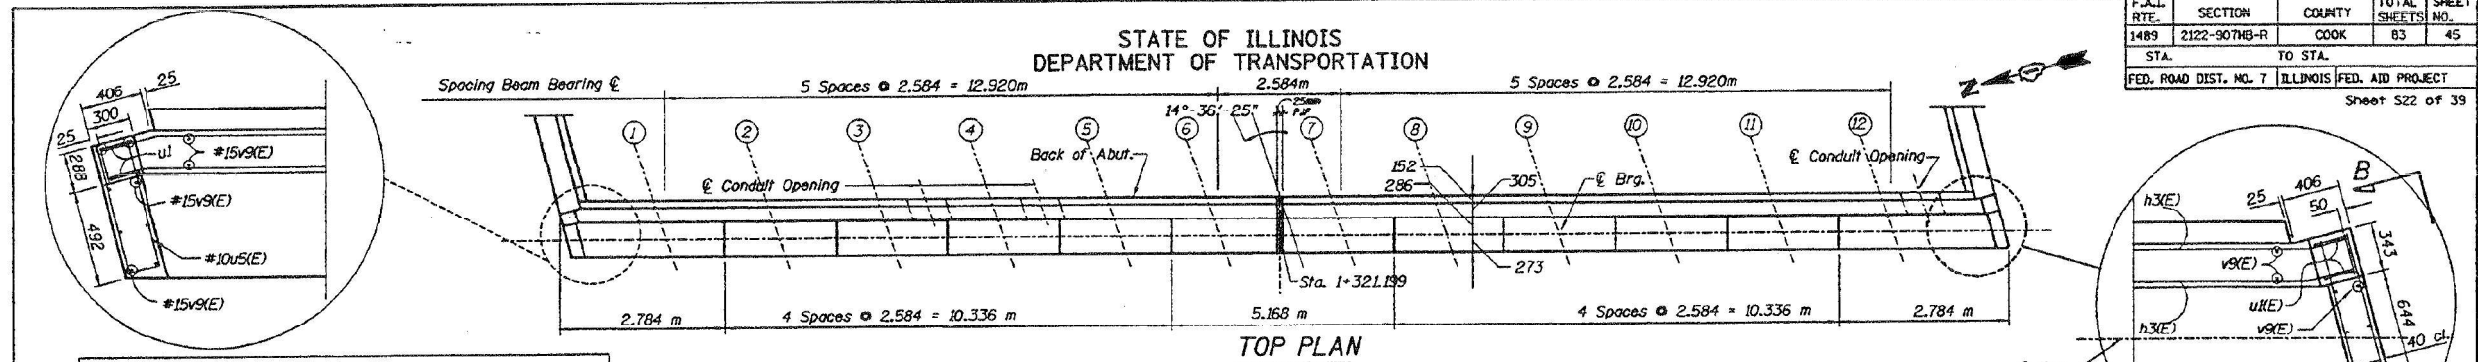 STATE OF ILLINOIS
DEPARTMENT OF TRANSPORTATION
F.A.I. RTE. SECTION COUNTY TOTAL SHEETS SHEET NO.
1489 2122-907HB-R COOK 83 45
STA. TO STA.
FED. ROAD DIST. NO. 7 ILLINOIS FED. AID PROJECT
Sheet S22 of 39
Spacing Beam Bearing ℄
5 Spaces @ 2.584 = 12.920m
2.584m
5 Spaces @ 2.584 = 12.920m
14°-36'-25"
25mm
PJF
Z
406
25
300
25
u1
#15v9(E)
288
#15v9(E)
492
#10u5(E)
#15v9(E)
1
2
3
4
5
6
7
8
9
10
11
12
Back of Abut.
℄ Conduit Opening
152
286
305
℄ Brg.
℄ Conduit Opening
273
Sta. 1+321.199
2.784 m
4 Spaces @ 2.584 = 10.336 m
5.168 m
4 Spaces @ 2.584 = 10.336 m
2.784 m
TOP PLAN
h3(E)
25
406
50
B
343
v9(E)
u1(E)
h3(E)
v9(E)
644
40 cl.